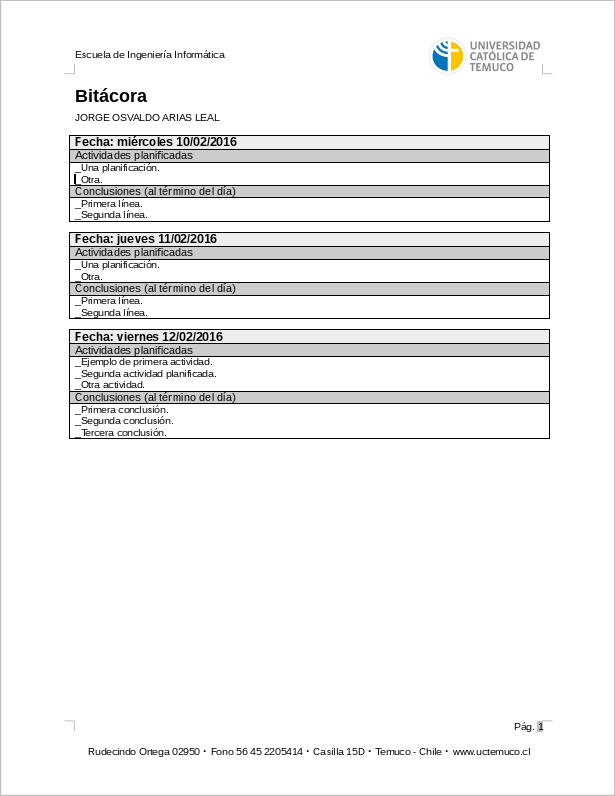 Escuela de Ingeniería Informática
UNIVERSIDAD
CATÓLICA DE
TEMUCO
Bitácora
JORGE OSVALDO ARIAS LEAL
Fecha: miércoles 10/02/2016
Actividades planificadas
_Una planificación.
_Otra.
Conclusiones (al término del día)
_Primera línea.
_Segunda línea.
Fecha: jueves 11/02/2016
Actividades planificadas
_Una planificación.
_Otra.
Conclusiones (al término del día)
_Primera línea.
_Segunda línea.
Fecha: viernes 12/02/2016
Actividades planificadas
_Ejemplo de primera actividad.
_Segunda actividad planificada.
_Otra actividad.
Conclusiones (al término del día)
_Primera conclusión.
_Segunda conclusión.
_Tercera conclusión.
Pág. 1
Rudecindo Ortega 02950 · Fono 56 45 2205414 · Casilla 15D · Temuco - Chile · www.uctemuco.cl